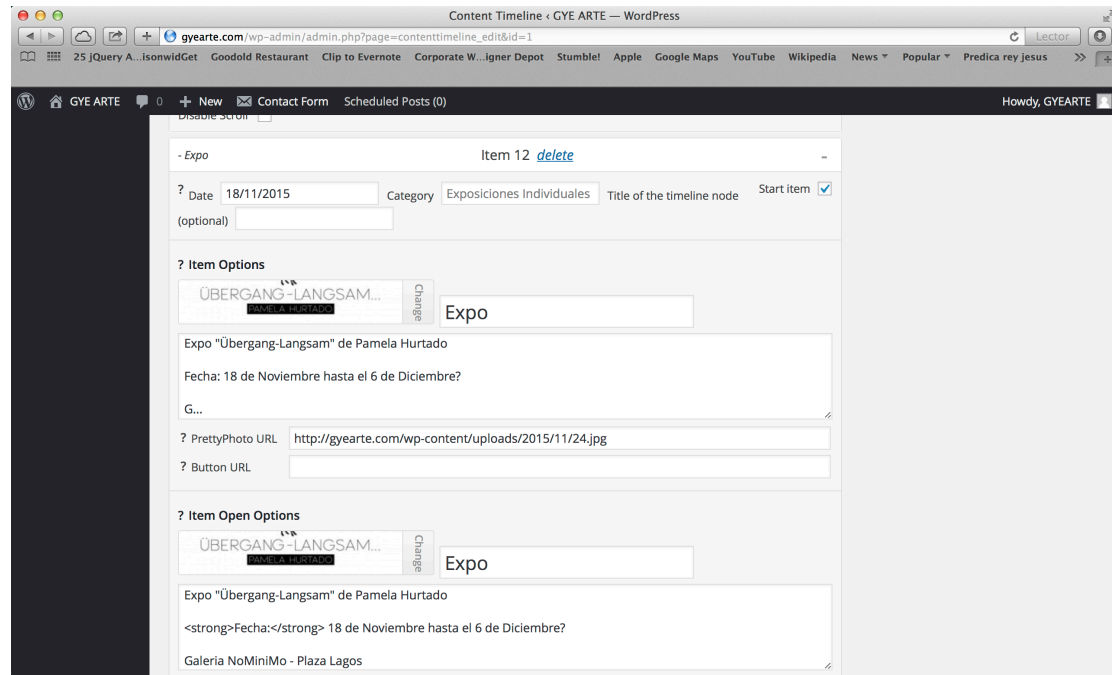 Content Timeline ‹ GYE ARTE — WordPress
gyearte.com/wp-admin/admin.php?page=contenttimeline_edit&id=1
Lector
25 jQuery A...isonwidGet Goodold Restaurant Clip to Evernote Corporate W...igner Depot Stumble! Apple Google Maps YouTube Wikipedia News Popular Predica rey jesus >>
GYE ARTE 0 + New Contact Form Scheduled Posts (0) Howdy, GYEARTE
Disable Scroll
- Expo Item 12 delete -
? Date 18/11/2015 Category Exposiciones Individuales Title of the timeline node Start item
(optional)
? Item Options
ÜBERGANG-LANGSAM...
PAMELA HURTADO
Change
Expo
Expo "Übergang-Langsam" de Pamela Hurtado
Fecha: 18 de Noviembre hasta el 6 de Diciembre?
G...
? PrettyPhoto URL http://gyearte.com/wp-content/uploads/2015/11/24.jpg
? Button URL
? Item Open Options
ÜBERGANG-LANGSAM...
PAMELA HURTADO
Change
Expo
Expo "Übergang-Langsam" de Pamela Hurtado
<strong>Fecha:</strong> 18 de Noviembre hasta el 6 de Diciembre?
Galeria NoMiniMo - Plaza Lagos